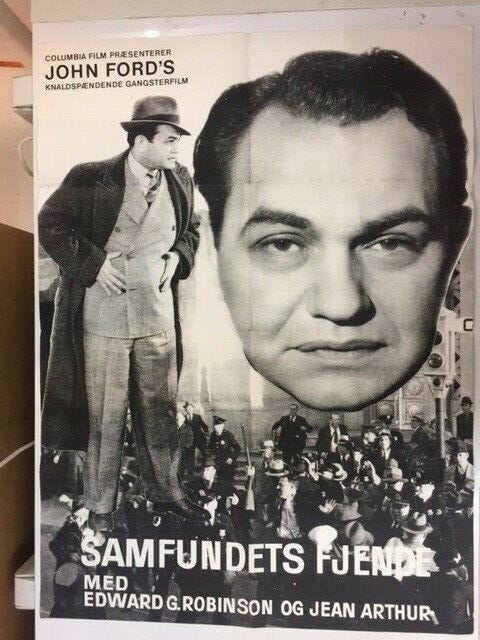 COLUMBIA FILM PRÆSENTERER
JOHN FORD'S
KNALDSPÆNDENDE GANGSTERFILM
SAMFUNDETS FJENDE
MED
EDWARD G. ROBINSON OG JEAN ARTHUR